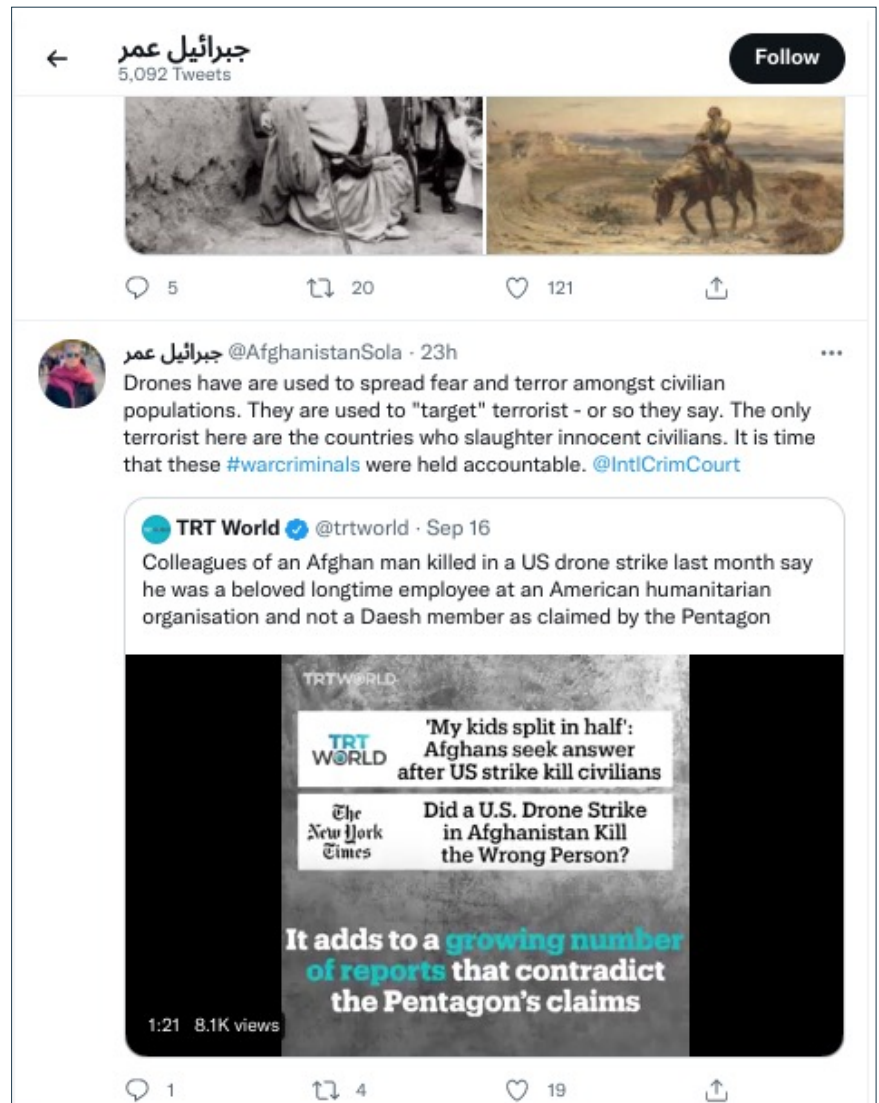 جبرائيل عمر
5,092 Tweets
Follow
5
20
121
جبرائيل عمر @AfghanistanSola · 23h
Drones have are used to spread fear and terror amongst civilian
populations. They are used to "target" terrorist - or so they say. The only
terrorist here are the countries who slaughter innocent civilians. It is time
that these #warcriminals were held accountable. @IntlCrimCourt
TRT World @trtworld · Sep 16
Colleagues of an Afghan man killed in a US drone strike last month say
he was a beloved longtime employee at an American humanitarian
organisation and not a Daesh member as claimed by the Pentagon
TRTWORLD
TRT
WORLD
'My kids split in half':
Afghans seek answer
after US strike kill civilians
The
New York
Times
Did a U.S. Drone Strike
in Afghanistan Kill
the Wrong Person?
It adds to a growing number
of reports that contradict
the Pentagon's claims
1:21 8.1K views
1
4
19